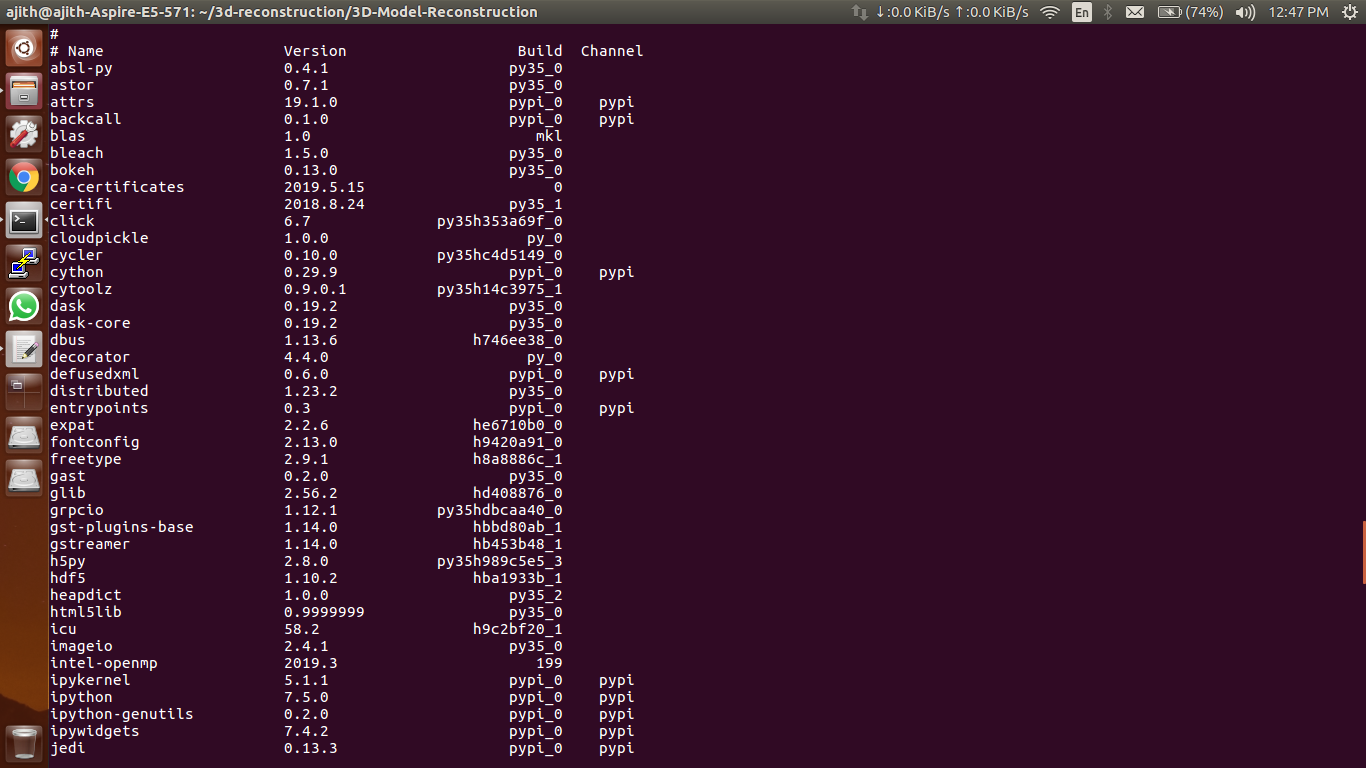 ajith@ajith-Aspire-E5-571: ~/3d-reconstruction/3D-Model-Reconstruction ↓:0.0 KiB/s ↑:0.0 KiB/s En (74%) 12:47 PM
#
# Name Version Build Channel
absl-py 0.4.1 py35_0
astor 0.7.1 py35_0
attrs 19.1.0 pypi_0 pypi
backcall 0.1.0 pypi_0 pypi
blas 1.0 mkl
bleach 1.5.0 py35_0
bokeh 0.13.0 py35_0
ca-certificates 2019.5.15 0
certifi 2018.8.24 py35_1
click 6.7 py35h353a69f_0
cloudpickle 1.0.0 py_0
cycler 0.10.0 py35hc4d5149_0
cython 0.29.9 pypi_0 pypi
cytoolz 0.9.0.1 py35h14c3975_1
dask 0.19.2 py35_0
dask-core 0.19.2 py35_0
dbus 1.13.6 h746ee38_0
decorator 4.4.0 py_0
defusedxml 0.6.0 pypi_0 pypi
distributed 1.23.2 py35_0
entrypoints 0.3 pypi_0 pypi
expat 2.2.6 he6710b0_0
fontconfig 2.13.0 h9420a91_0
freetype 2.9.1 h8a8886c_1
gast 0.2.0 py35_0
glib 2.56.2 hd408876_0
grpcio 1.12.1 py35hdbcaa40_0
gst-plugins-base 1.14.0 hbbd80ab_1
gstreamer 1.14.0 hb453b48_1
h5py 2.8.0 py35h989c5e5_3
hdf5 1.10.2 hba1933b_1
heapdict 1.0.0 py35_2
html5lib 0.9999999 py35_0
icu 58.2 h9c2bf20_1
imageio 2.4.1 py35_0
intel-openmp 2019.3 199
ipykernel 5.1.1 pypi_0 pypi
ipython 7.5.0 pypi_0 pypi
ipython-genutils 0.2.0 pypi_0 pypi
ipywidgets 7.4.2 pypi_0 pypi
jedi 0.13.3 pypi_0 pypi